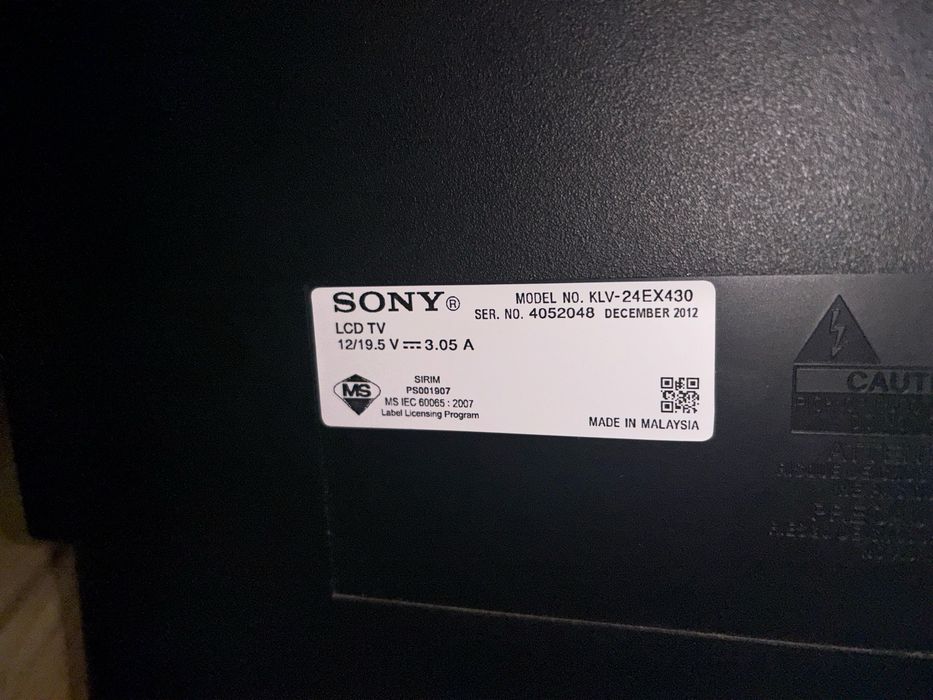 SONY®
MODEL NO. KLV-24EX430
SER. NO. 4052048 DECEMBER 2012
LCD TV
12/19.5 V ⎓ 3.05 A
MS
SIRIM
PS001907
MS IEC 60065 : 2007
Label Licensing Program
MADE IN MALAYSIA
CAUT